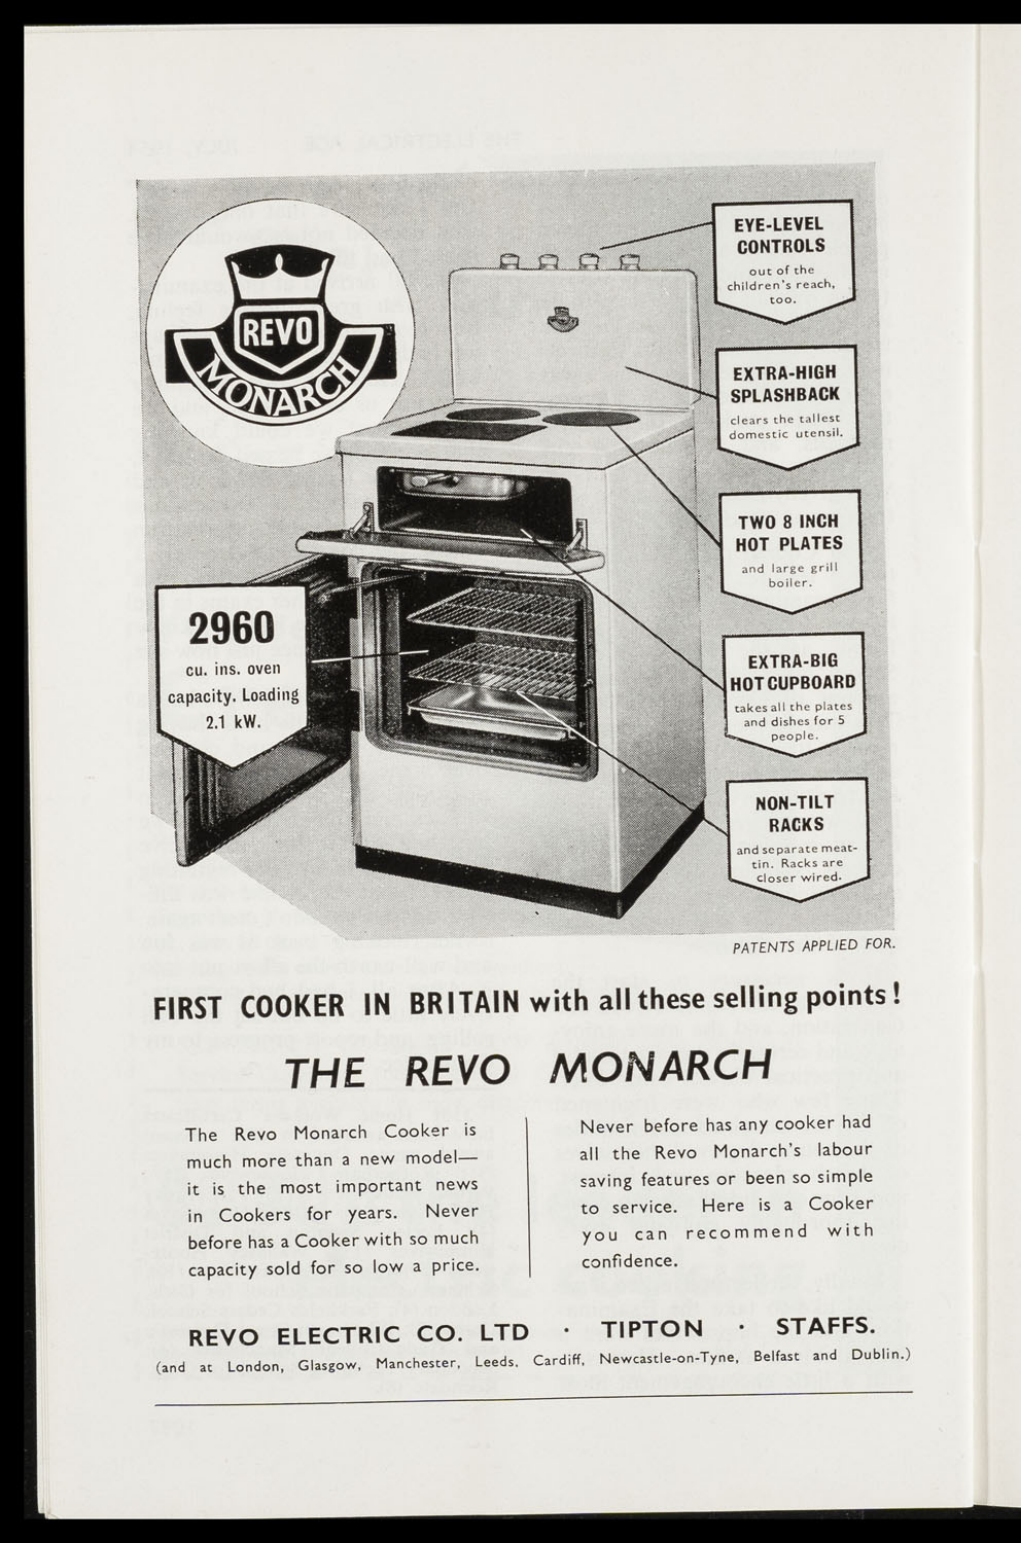 REVO
MONARCH
EYE-LEVEL
CONTROLS
out of the
children's reach,
too.
EXTRA-HIGH
SPLASHBACK
clears the tallest
domestic utensil.
TWO 8 INCH
HOT PLATES
and large grill
boiler.
2960
cu. ins. oven
capacity. Loading
2.1 kW.
EXTRA-BIG
HOT CUPBOARD
takes all the plates
and dishes for 5
people.
NON-TILT
RACKS
and separate meat-
tin. Racks are
closer wired.
PATENTS APPLIED FOR.
FIRST COOKER IN BRITAIN with all these selling points!
THE REVO MONARCH
The Revo Monarch Cooker is
much more than a new model—
it is the most important news
in Cookers for years. Never
before has a Cooker with so much
capacity sold for so low a price.
Never before has any cooker had
all the Revo Monarch's labour
saving features or been so simple
to service. Here is a Cooker
you can recommend with
confidence.
REVO ELECTRIC CO. LTD · TIPTON · STAFFS.
(and at London, Glasgow, Manchester, Leeds, Cardiff, Newcastle-on-Tyne, Belfast and Dublin.)